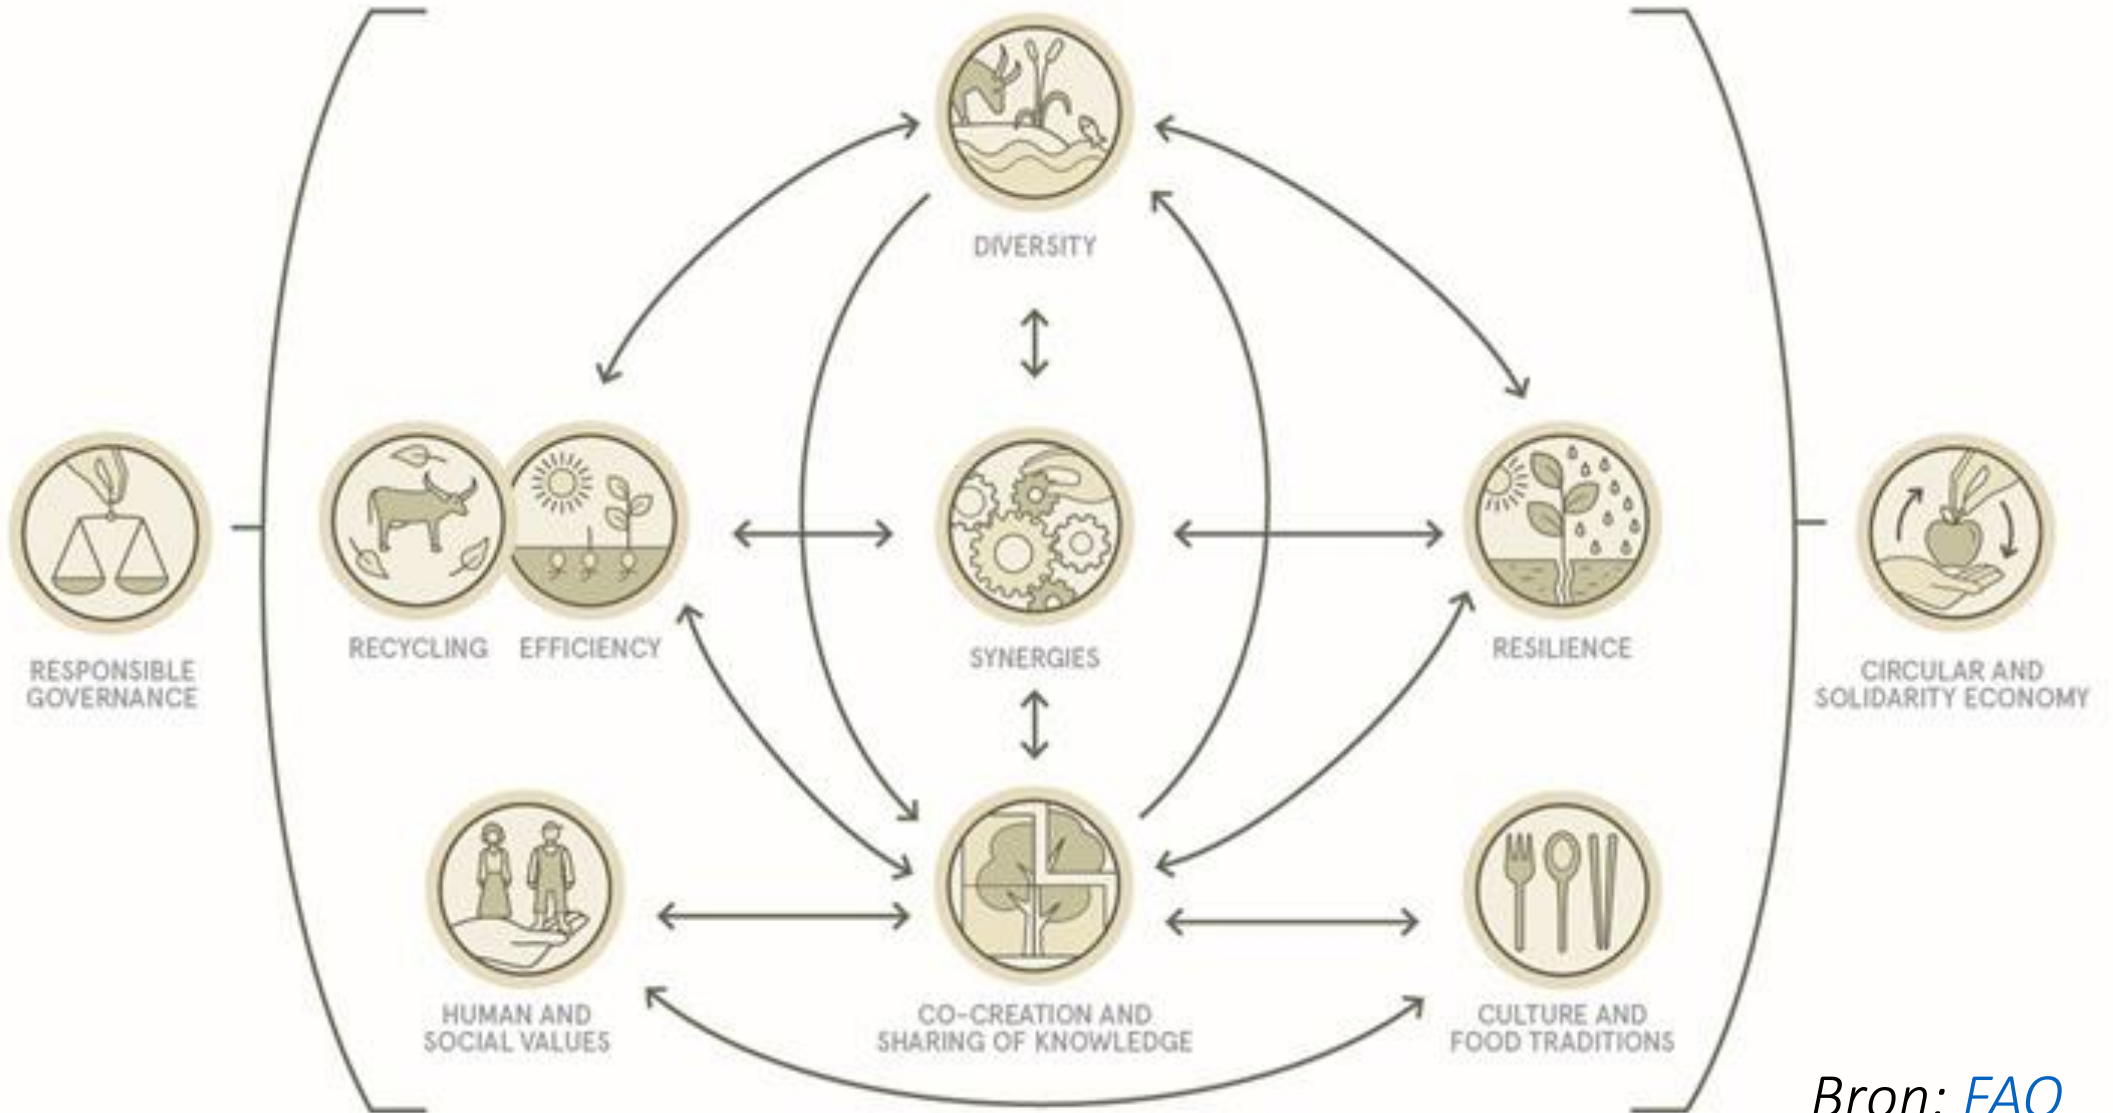 DIVERSITY
RESPONSIBLE
GOVERNANCE
RECYCLING
EFFICIENCY
SYNERGIES
RESILIENCE
CIRCULAR AND
SOLIDARITY ECONOMY
HUMAN AND
SOCIAL VALUES
CO-CREATION AND
SHARING OF KNOWLEDGE
CULTURE AND
FOOD TRADITIONS
Bron: FAO